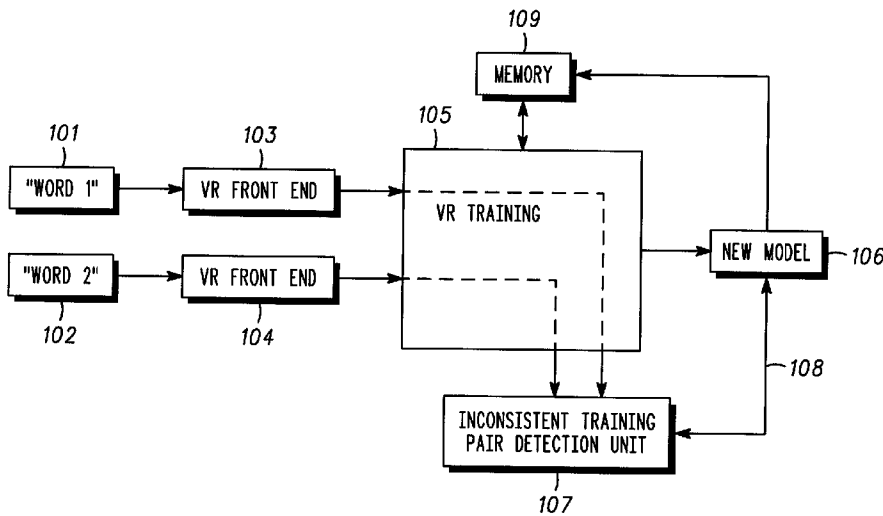 109
MEMORY
105
101
103
"WORD 1"
VR FRONT END
VR TRAINING
"WORD 2"
VR FRONT END
NEW MODEL
106
102
104
108
INCONSISTENT TRAINING
PAIR DETECTION UNIT
107